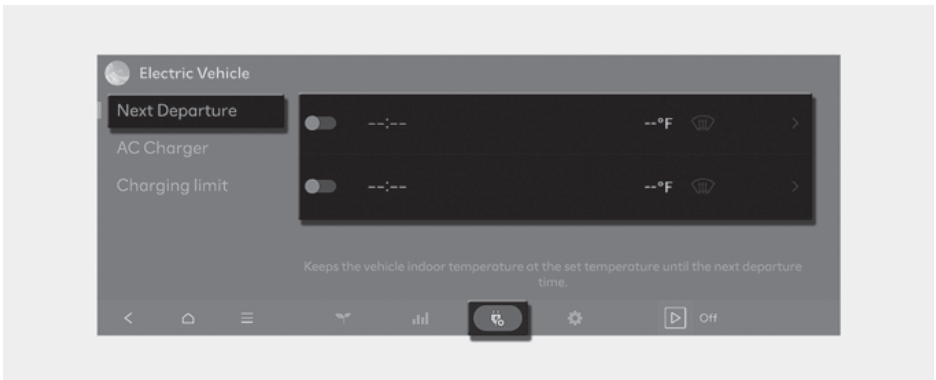 Electric Vehicle
Next Departure
AC Charger
Charging limit
--:--
--°F
--:--
--°F
Keeps the vehicle indoor temperature at the set temperature until the next departure
time.
Off